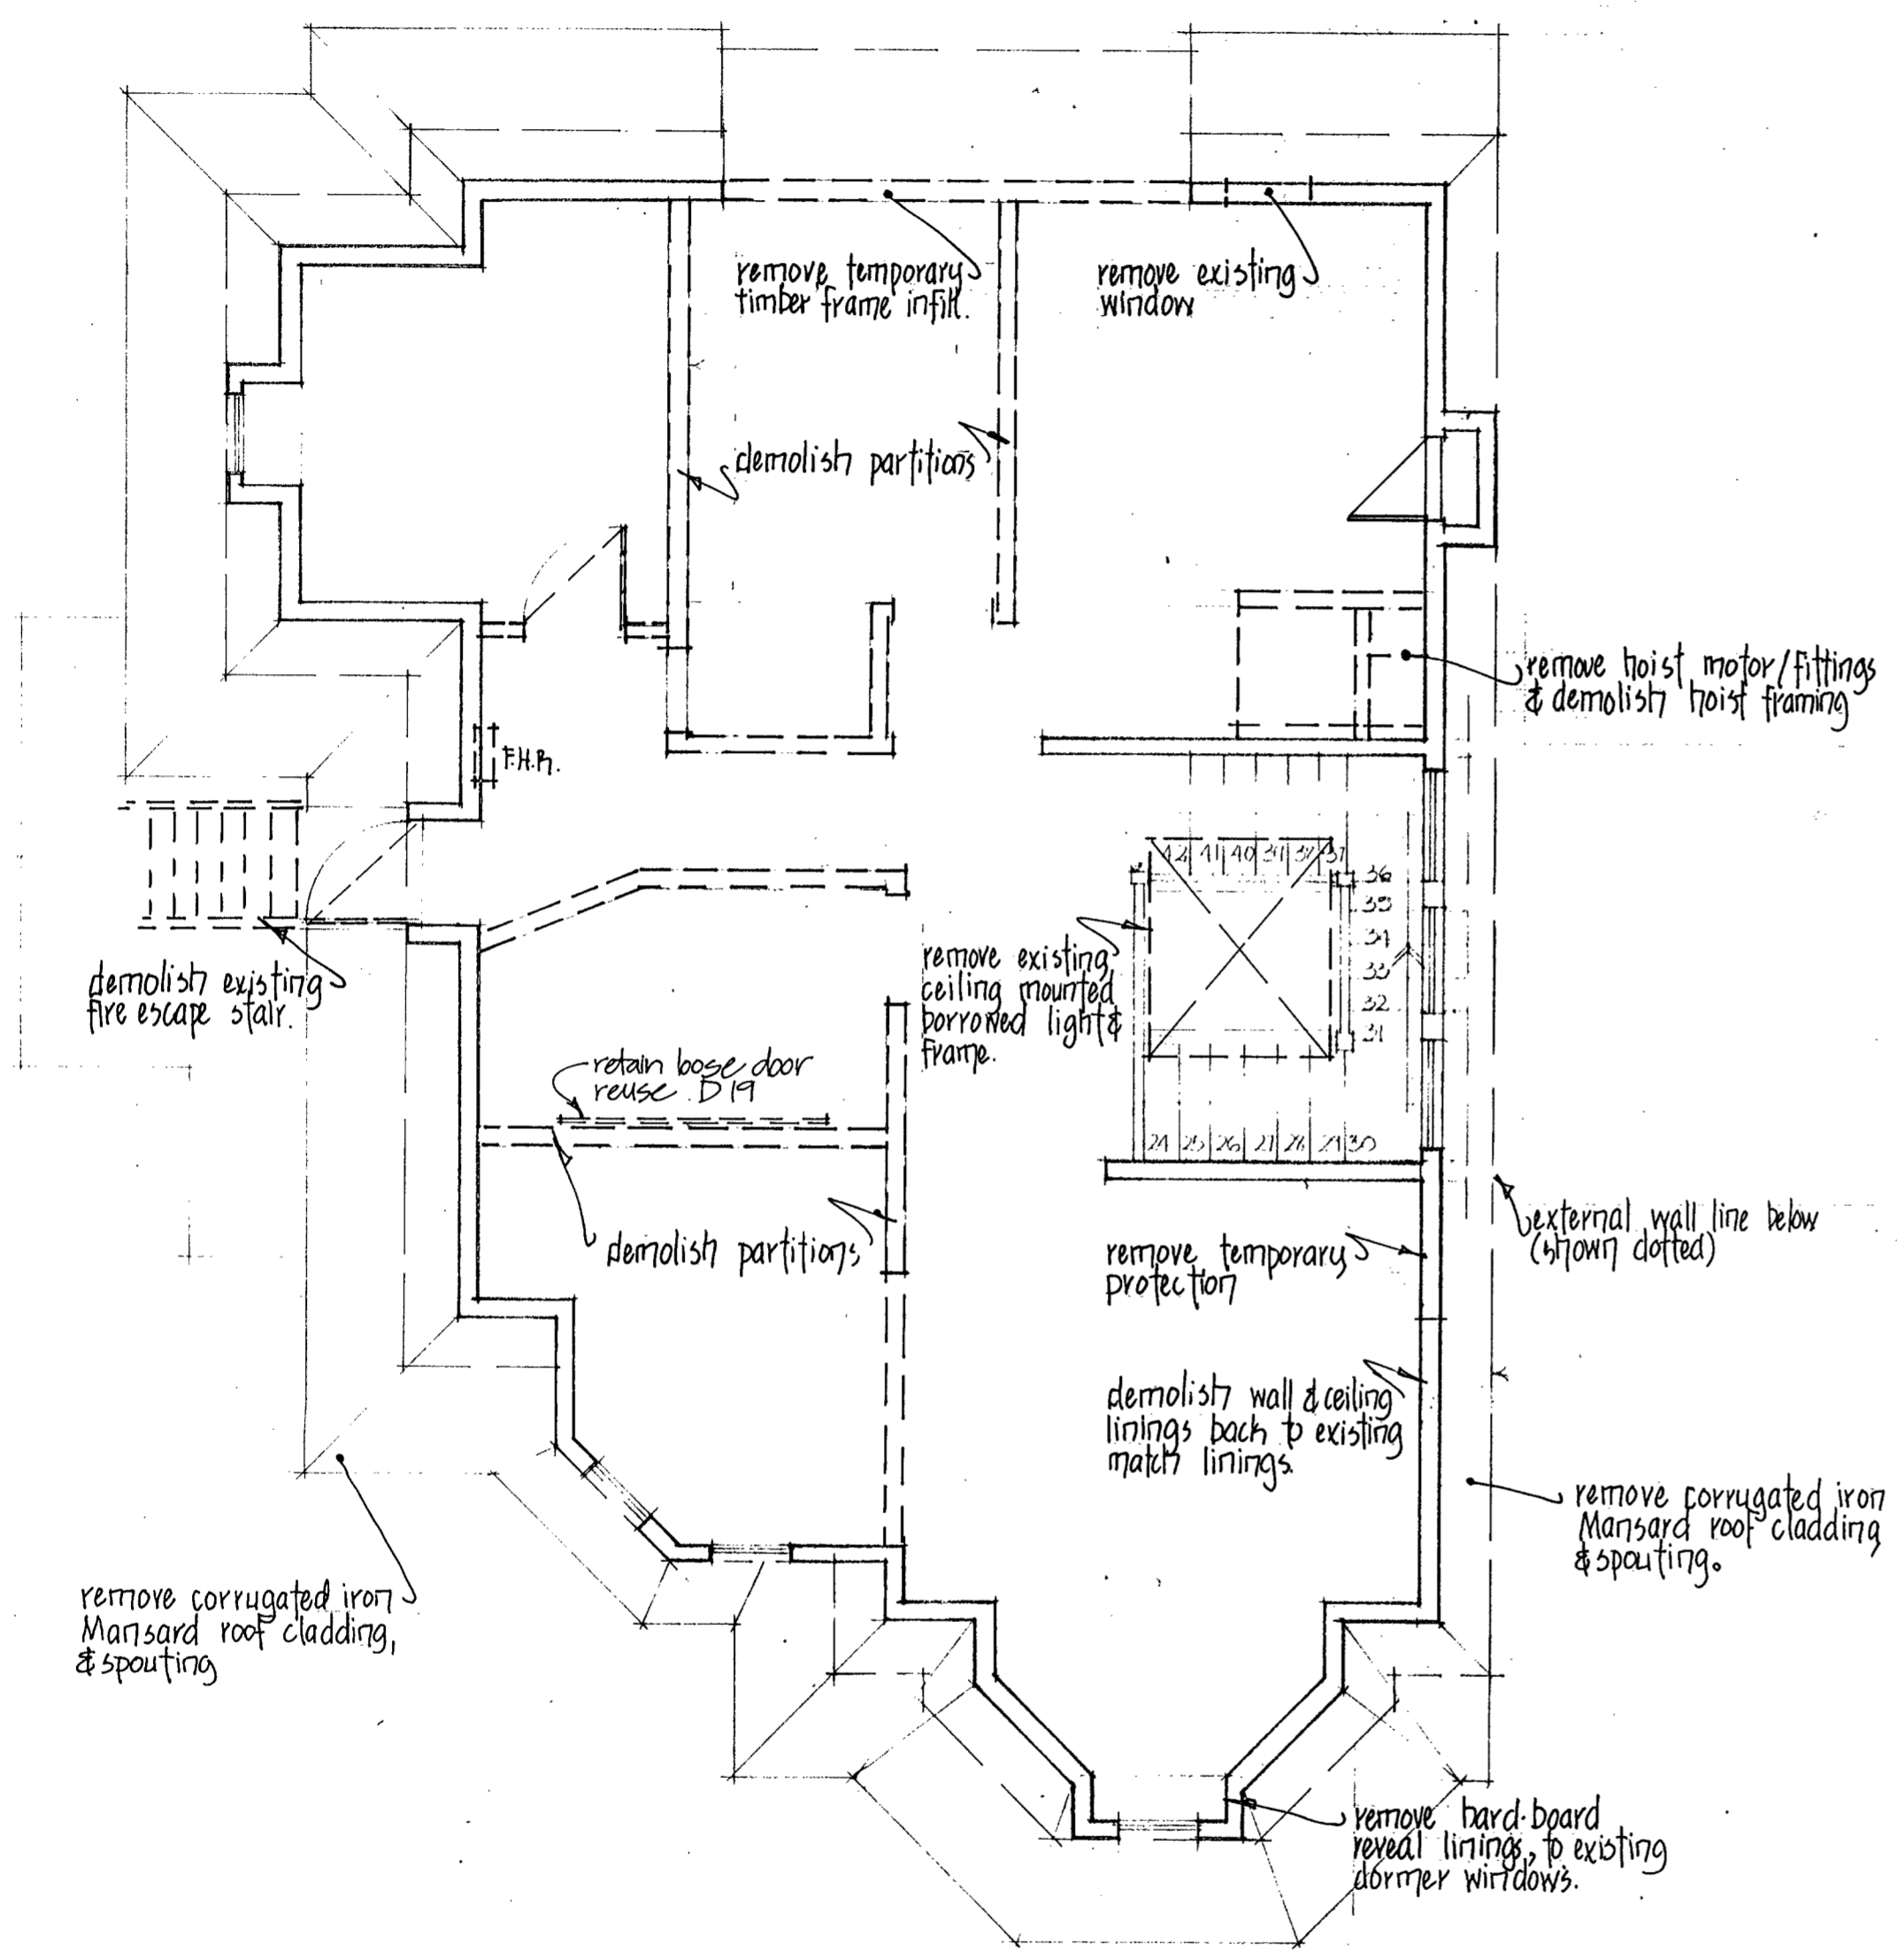 remove temporary
timber frame infill.
remove existing
window
demolish partitions
remove hoist motor/fittings
& demolish hoist framing
F.H.R.
42 41 40 39 38 37
36
35
34
33
32
31
demolish existing
fire escape stair.
remove existing
ceiling mounted
borrowed light &
frame.
retain bose door
reuse. D19
24 25 26 27 28 29 30
demolish partitions
external wall line below
(shown dotted)
remove temporary
protection
demolish wall & ceiling
linings back to existing
match linings.
remove corrugated iron
Mansard roof cladding
& spouting.
remove corrugated iron
Mansard roof cladding,
& spouting
remove hard·board
reveal linings, to existing
dormer windows.